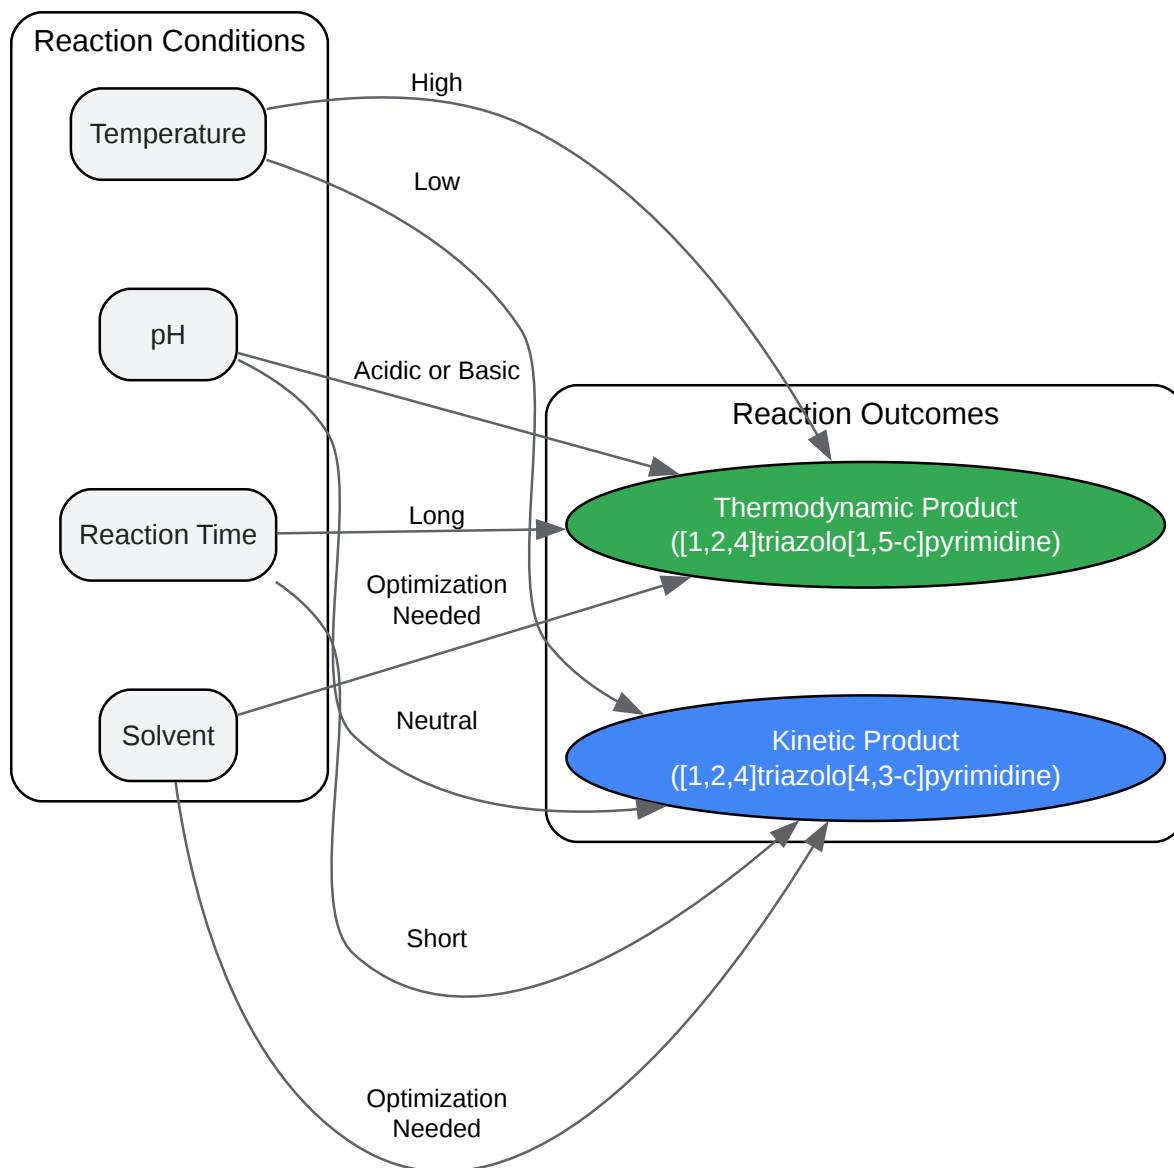 Reaction Conditions
High
Temperature
Low
pH
Acidic or Basic
Reaction Outcomes
Thermodynamic Product
([1,2,4]triazolo[1,5-c]pyrimidine)
Reaction Time
Long
Optimization
Needed
Solvent
Neutral
Kinetic Product
([1,2,4]triazolo[4,3-c]pyrimidine)
Short
Optimization
Needed